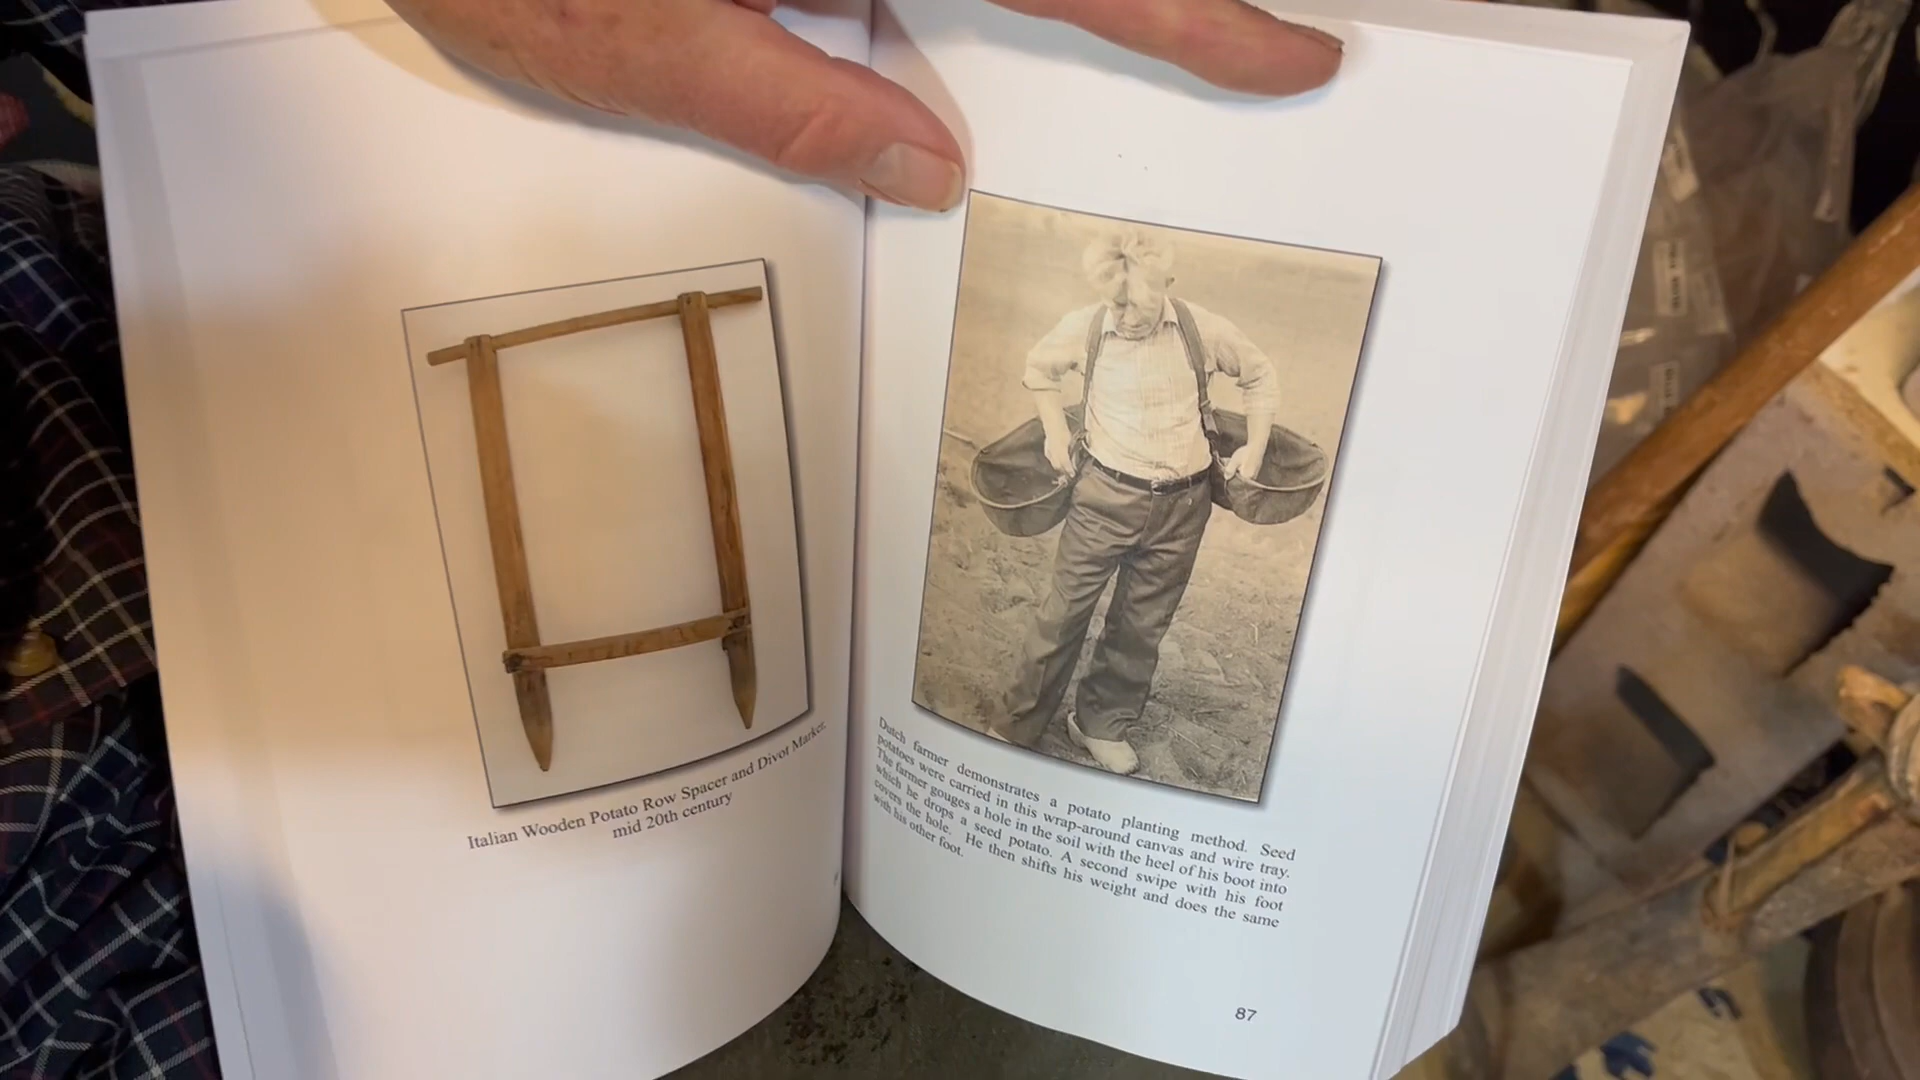 Italian Wooden Potato Row Spacer and Divot Marker,
mid 20th century
Dutch farmer demonstrates a potato planting method. Seed
potatoes were carried in this wrap-around canvas and wire tray.
The farmer gouges a hole in the soil with the heel of his boot into
which he drops a seed potato. A second swipe with his foot
covers the hole. He then shifts his weight and does the same
with his other foot.
87